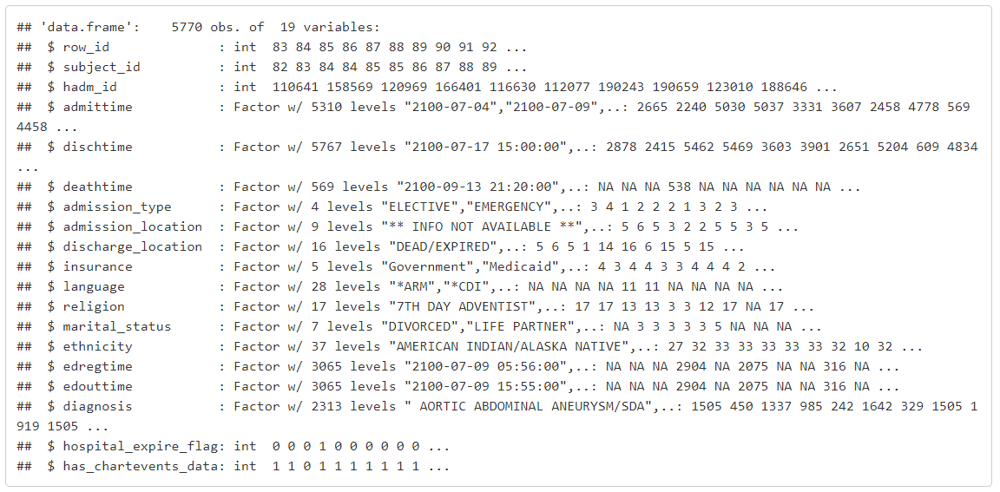 ## 'data.frame':    5770 obs. of  19 variables:
##  $ row_id              : int  83 84 85 86 87 88 89 90 91 92 ...
##  $ subject_id          : int  82 83 84 84 85 85 86 87 88 89 ...
##  $ hadm_id             : int  110641 158569 120969 166401 116630 112077 190243 190659 123010 188646 ...
##  $ admittime           : Factor w/ 5310 levels "2100-07-04","2100-07-09",..: 2665 2240 5030 5037 3331 3607 2458 4778 569
4458 ...
##  $ dischtime           : Factor w/ 5767 levels "2100-07-17 15:00:00",..: 2878 2415 5462 5469 3603 3901 2651 5204 609 4834
...
##  $ deathtime           : Factor w/ 569 levels "2100-09-13 21:20:00",..: NA NA NA 538 NA NA NA NA NA NA ...
##  $ admission_type      : Factor w/ 4 levels "ELECTIVE","EMERGENCY",..: 3 4 1 2 2 2 1 3 2 3 ...
##  $ admission_location  : Factor w/ 9 levels "** INFO NOT AVAILABLE **",..: 5 6 5 3 2 2 5 5 3 5 ...
##  $ discharge_location  : Factor w/ 16 levels "DEAD/EXPIRED",..: 5 6 5 1 14 16 6 15 5 15 ...
##  $ insurance           : Factor w/ 5 levels "Government","Medicaid",..: 4 3 4 4 3 3 4 4 4 2 ...
##  $ language            : Factor w/ 28 levels "*ARM","*CDI",..: NA NA NA NA 11 11 NA NA NA NA ...
##  $ religion            : Factor w/ 17 levels "7TH DAY ADVENTIST",..: 17 17 13 13 3 3 12 17 NA 17 ...
##  $ marital_status      : Factor w/ 7 levels "DIVORCED","LIFE PARTNER",..: NA 3 3 3 3 3 5 NA NA NA ...
##  $ ethnicity           : Factor w/ 37 levels "AMERICAN INDIAN/ALASKA NATIVE",..: 27 32 33 33 33 33 33 32 10 32 ...
##  $ edregtime           : Factor w/ 3065 levels "2100-07-09 05:56:00",..: NA NA NA 2904 NA 2075 NA NA 316 NA ...
##  $ edouttime           : Factor w/ 3065 levels "2100-07-09 15:55:00",..: NA NA NA 2904 NA 2075 NA NA 316 NA ...
##  $ diagnosis           : Factor w/ 2313 levels " AORTIC ABDOMINAL ANEURYSM/SDA",..: 1505 450 1337 985 242 1642 329 1505 1
919 1505 ...
##  $ hospital_expire_flag: int  0 0 0 1 0 0 0 0 0 0 ...
##  $ has_chartevents_data: int  1 1 0 1 1 1 1 1 1 1 ...